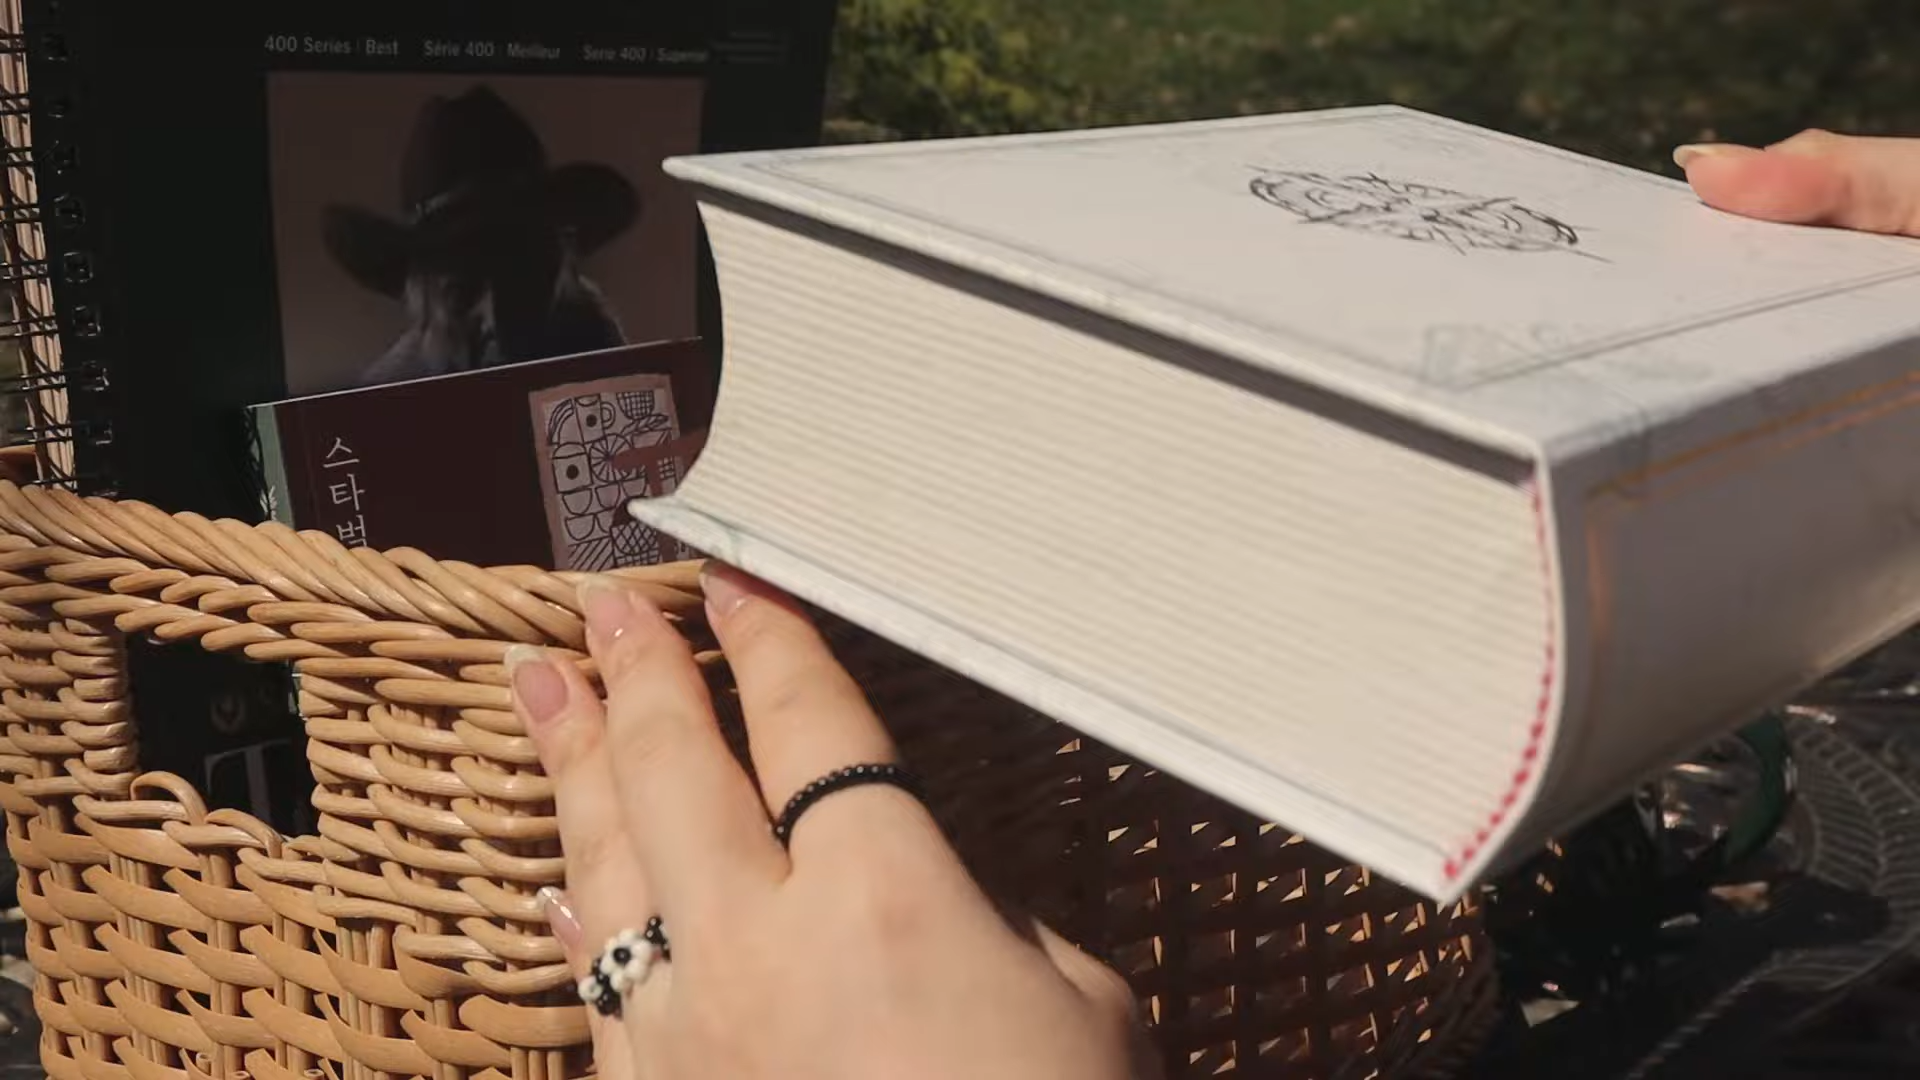 400 Series | Best Série 400 | Meilleur Serie 400 | Superior
스타벅